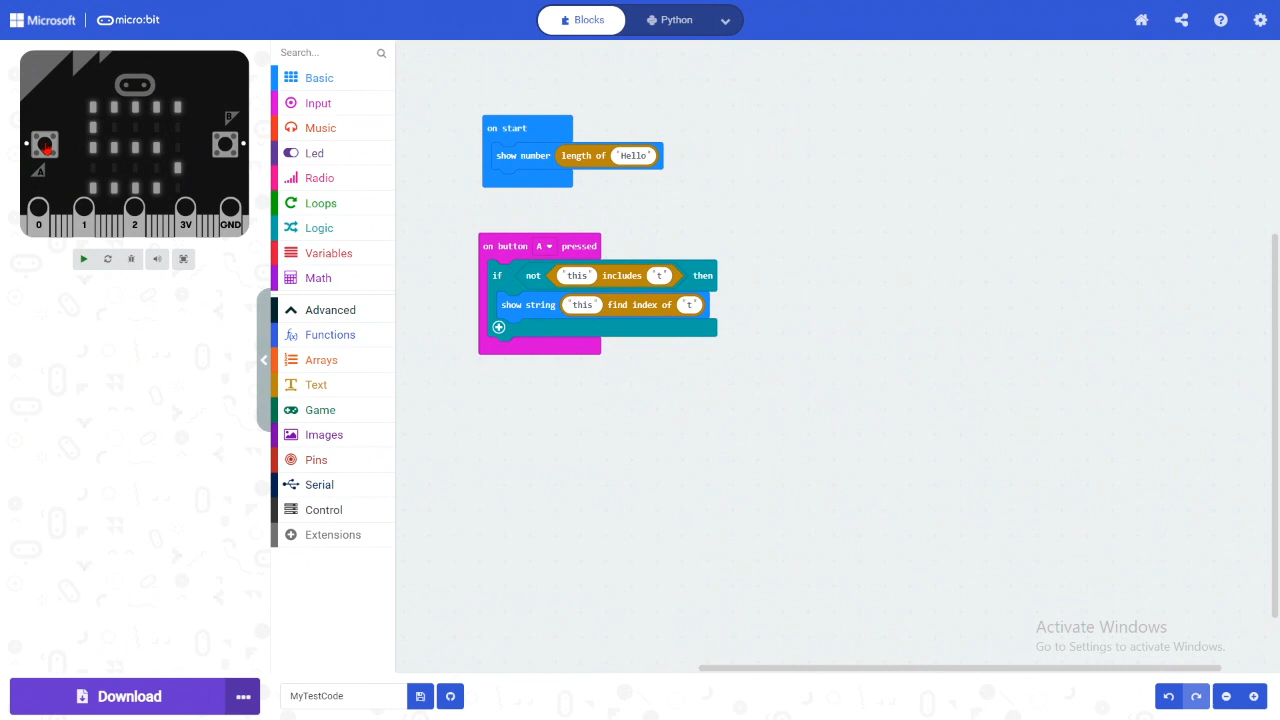 Microsoft | micro:bit
Blocks
Python
B
A
0 1 2 3V GND
Search...
Basic
Input
Music
Led
Radio
Loops
Logic
Variables
Math
Advanced
Functions
Arrays
Text
Game
Images
Pins
Serial
Control
Extensions
on start
show number length of "Hello"
on button A pressed
if not "this" includes "t" then
show string "this" find index of "t"
Activate Windows
Go to Settings to activate Windows.
Download
MyTestCode